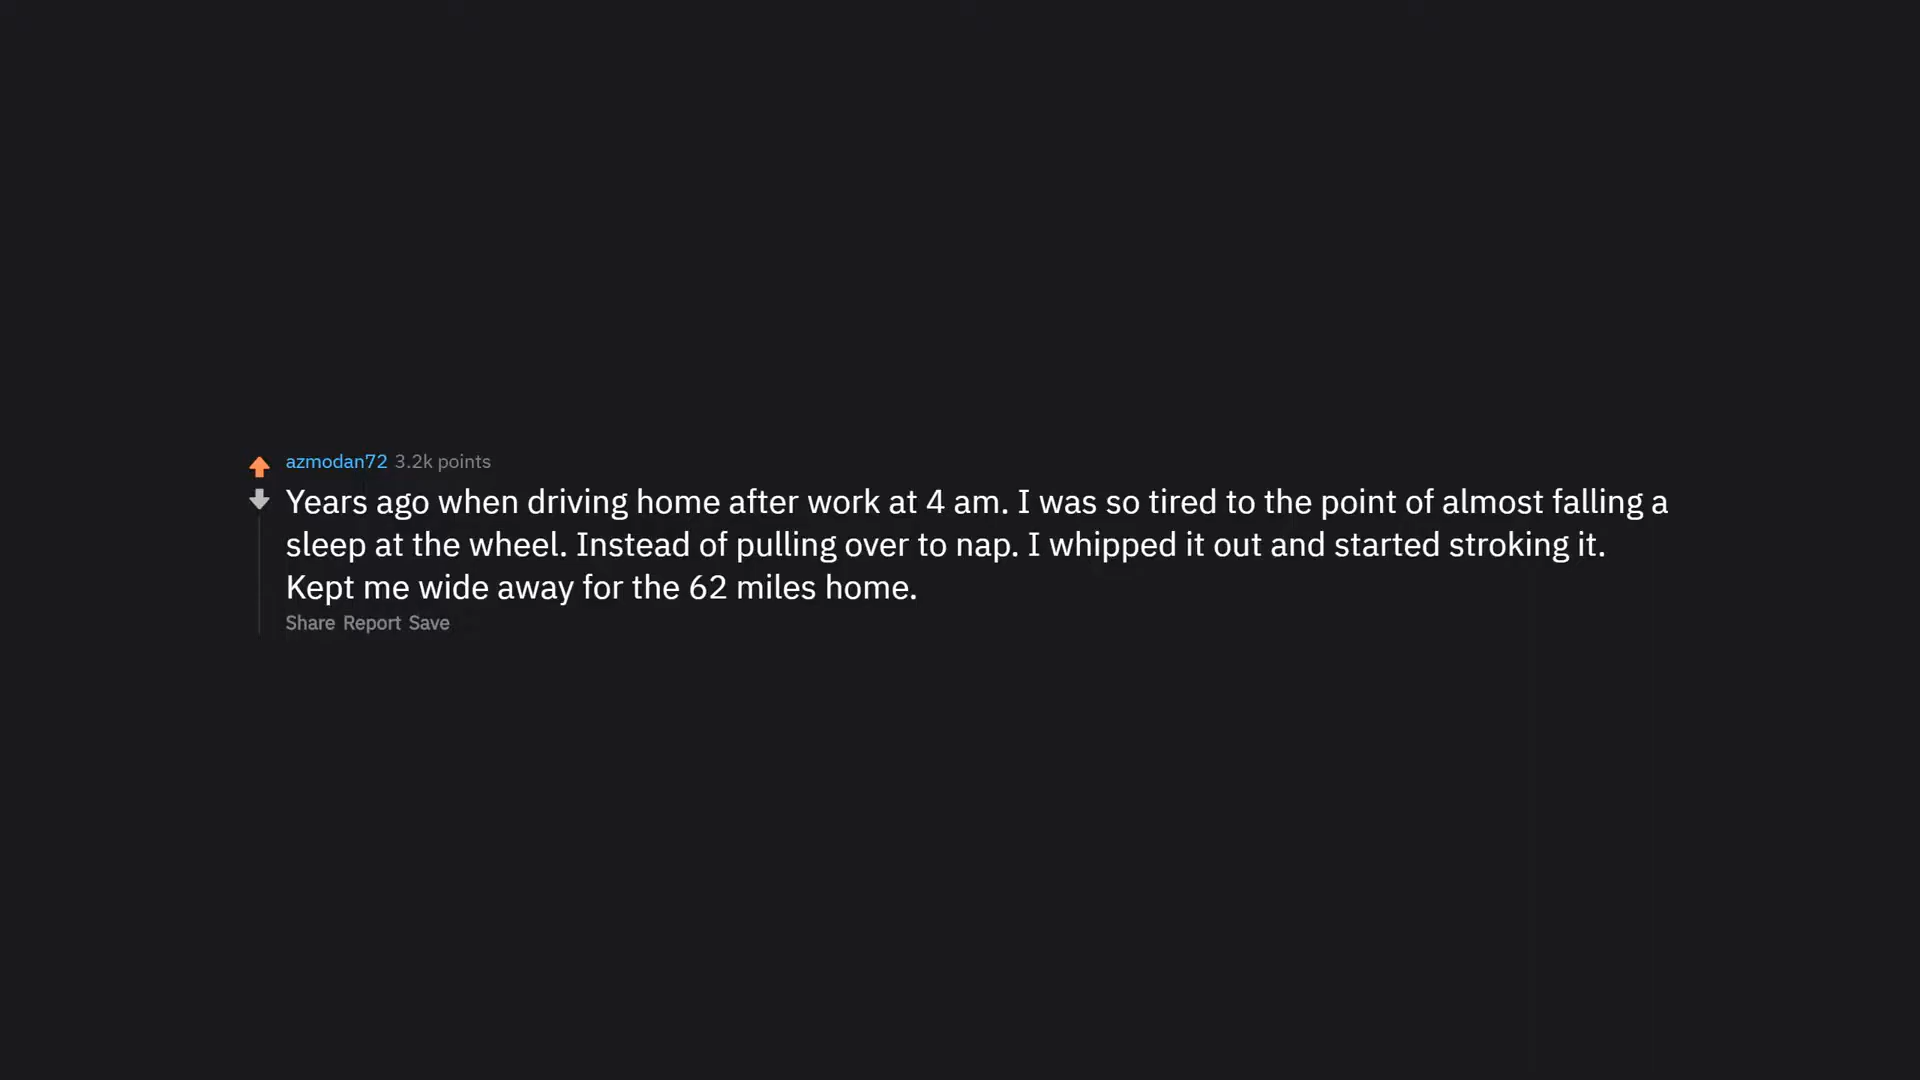 azmodan72 3.2k points
Years ago when driving home after work at 4 am. I was so tired to the point of almost falling a
sleep at the wheel. Instead of pulling over to nap. I whipped it out and started stroking it.
Kept me wide away for the 62 miles home.
Share Report Save